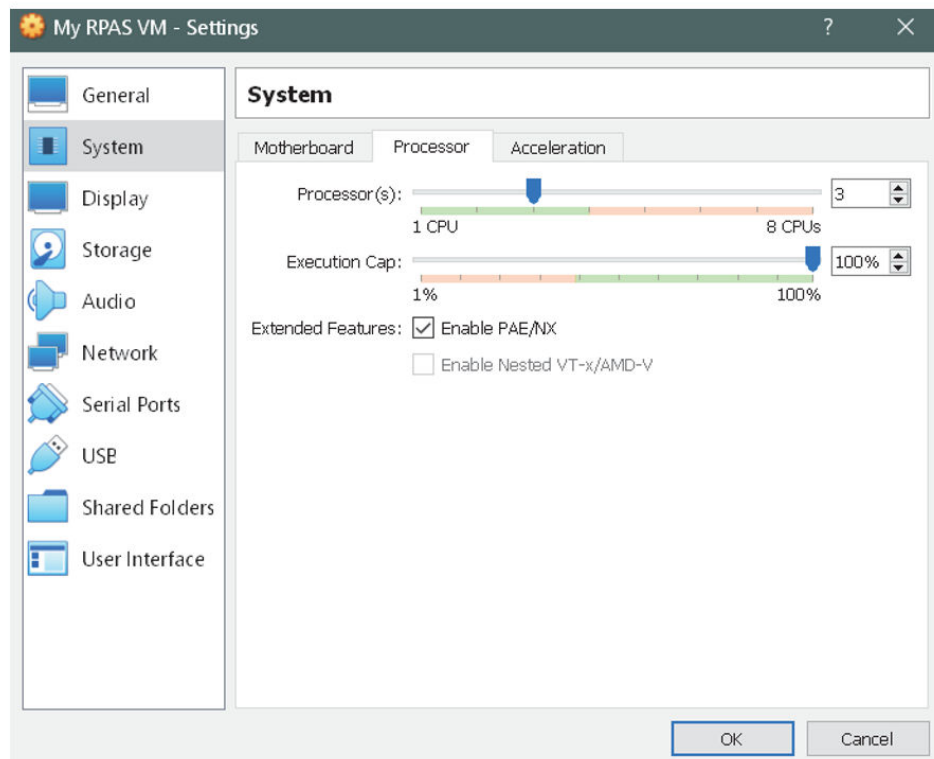 My RPAS VM - Settings
?
General
System
Display
Storage
Audio
Network
Serial Ports
USB
Shared Folders
User Interface
System
Motherboard
Processor
Acceleration
Processor(s):
3
1 CPU
8 CPUs
Execution Cap:
100%
1%
100%
Extended Features:
Enable PAE/NX
Enable Nested VT-x/AMD-V
OK
Cancel